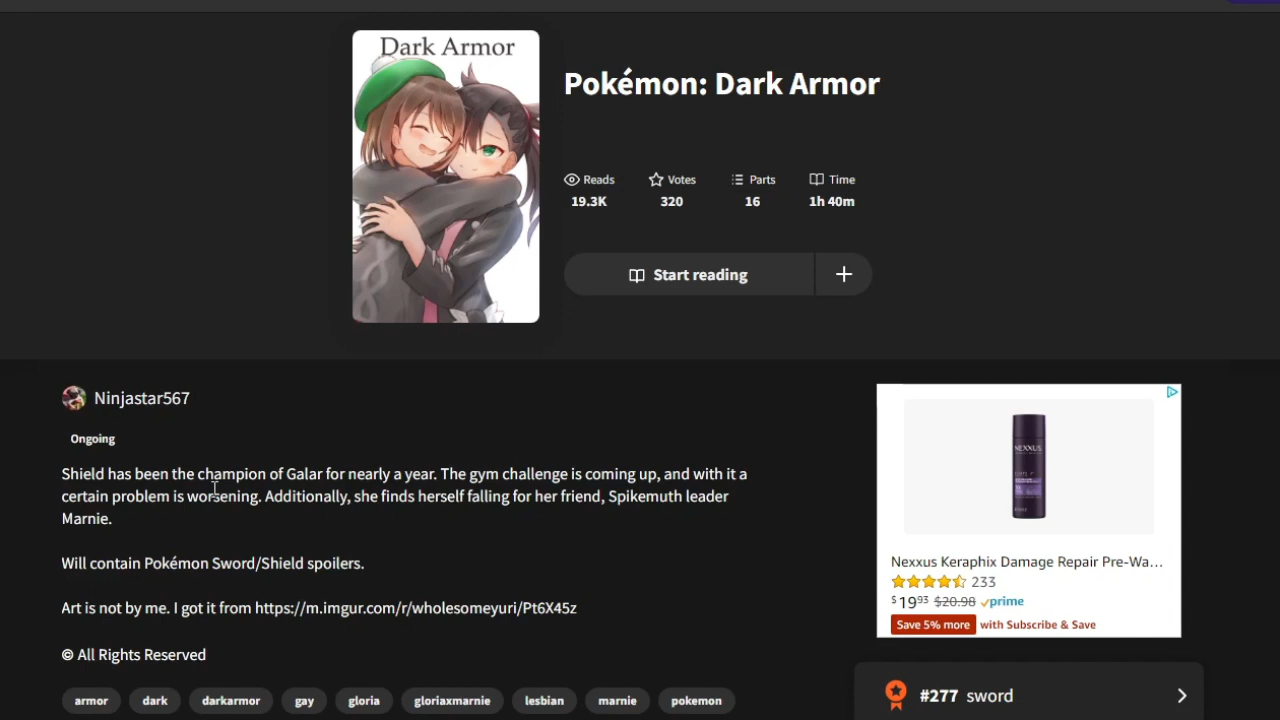 Dark Armor
Pokémon: Dark Armor
Reads Votes Parts Time
19.3K 320 16 1h 40m
Start reading
Ninjastar567
Ongoing
Shield has been the champion of Galar for nearly a year. The gym challenge is coming up, and with it a
certain problem is worsening. Additionally, she finds herself falling for her friend, Spikemuth leader
Marnie.
Will contain Pokémon Sword/Shield spoilers.
Art is not by me. I got it from https://m.imgur.com/r/wholesomeyuri/Pt6X45z
© All Rights Reserved
armor dark darkarmor gay gloria gloriaxmarnie lesbian marnie pokemon
NEXXUS
Nexxus Keraphix Damage Repair Pre-Wa...
233
$1993 $20.98 prime
Save 5% more with Subscribe & Save
#277 sword